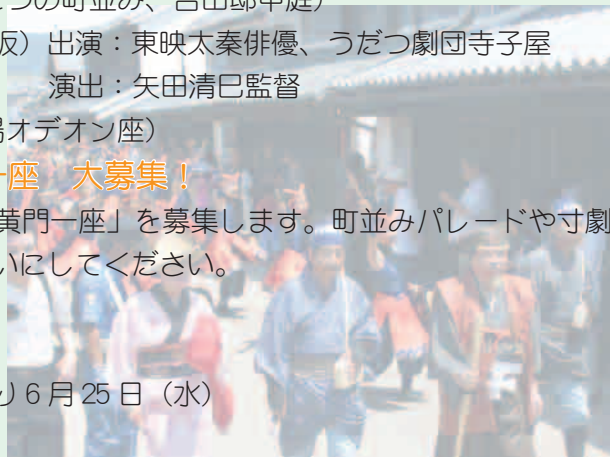 つの町並み、吉田邸中庭）
版）出演：東映太秦俳優、うだつ劇団寺子屋
演出：矢田清巳監督
オデオン座）
一座　大募集！
黄門一座」を募集します。町並みパレードや寸劇
いにしてください。
り 6月25日（水）